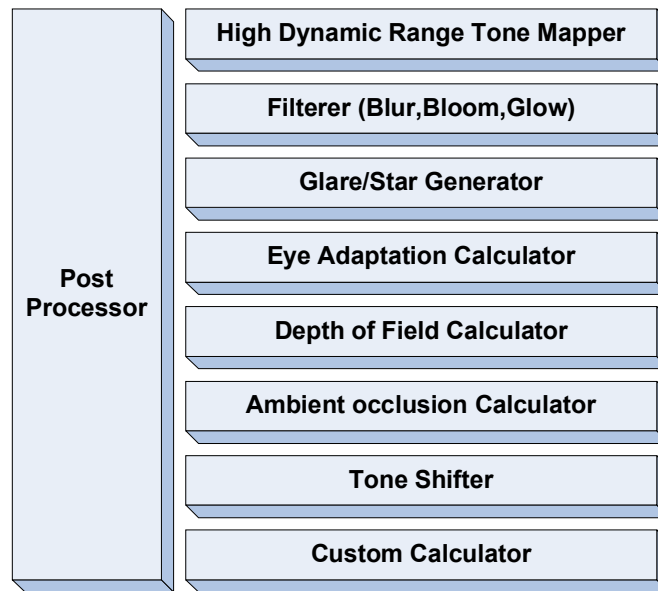 Post
Processor
High Dynamic Range Tone Mapper
Filterer (Blur,Bloom,Glow)
Glare/Star Generator
Eye Adaptation Calculator
Depth of Field Calculator
Ambient occlusion Calculator
Tone Shifter
Custom Calculator